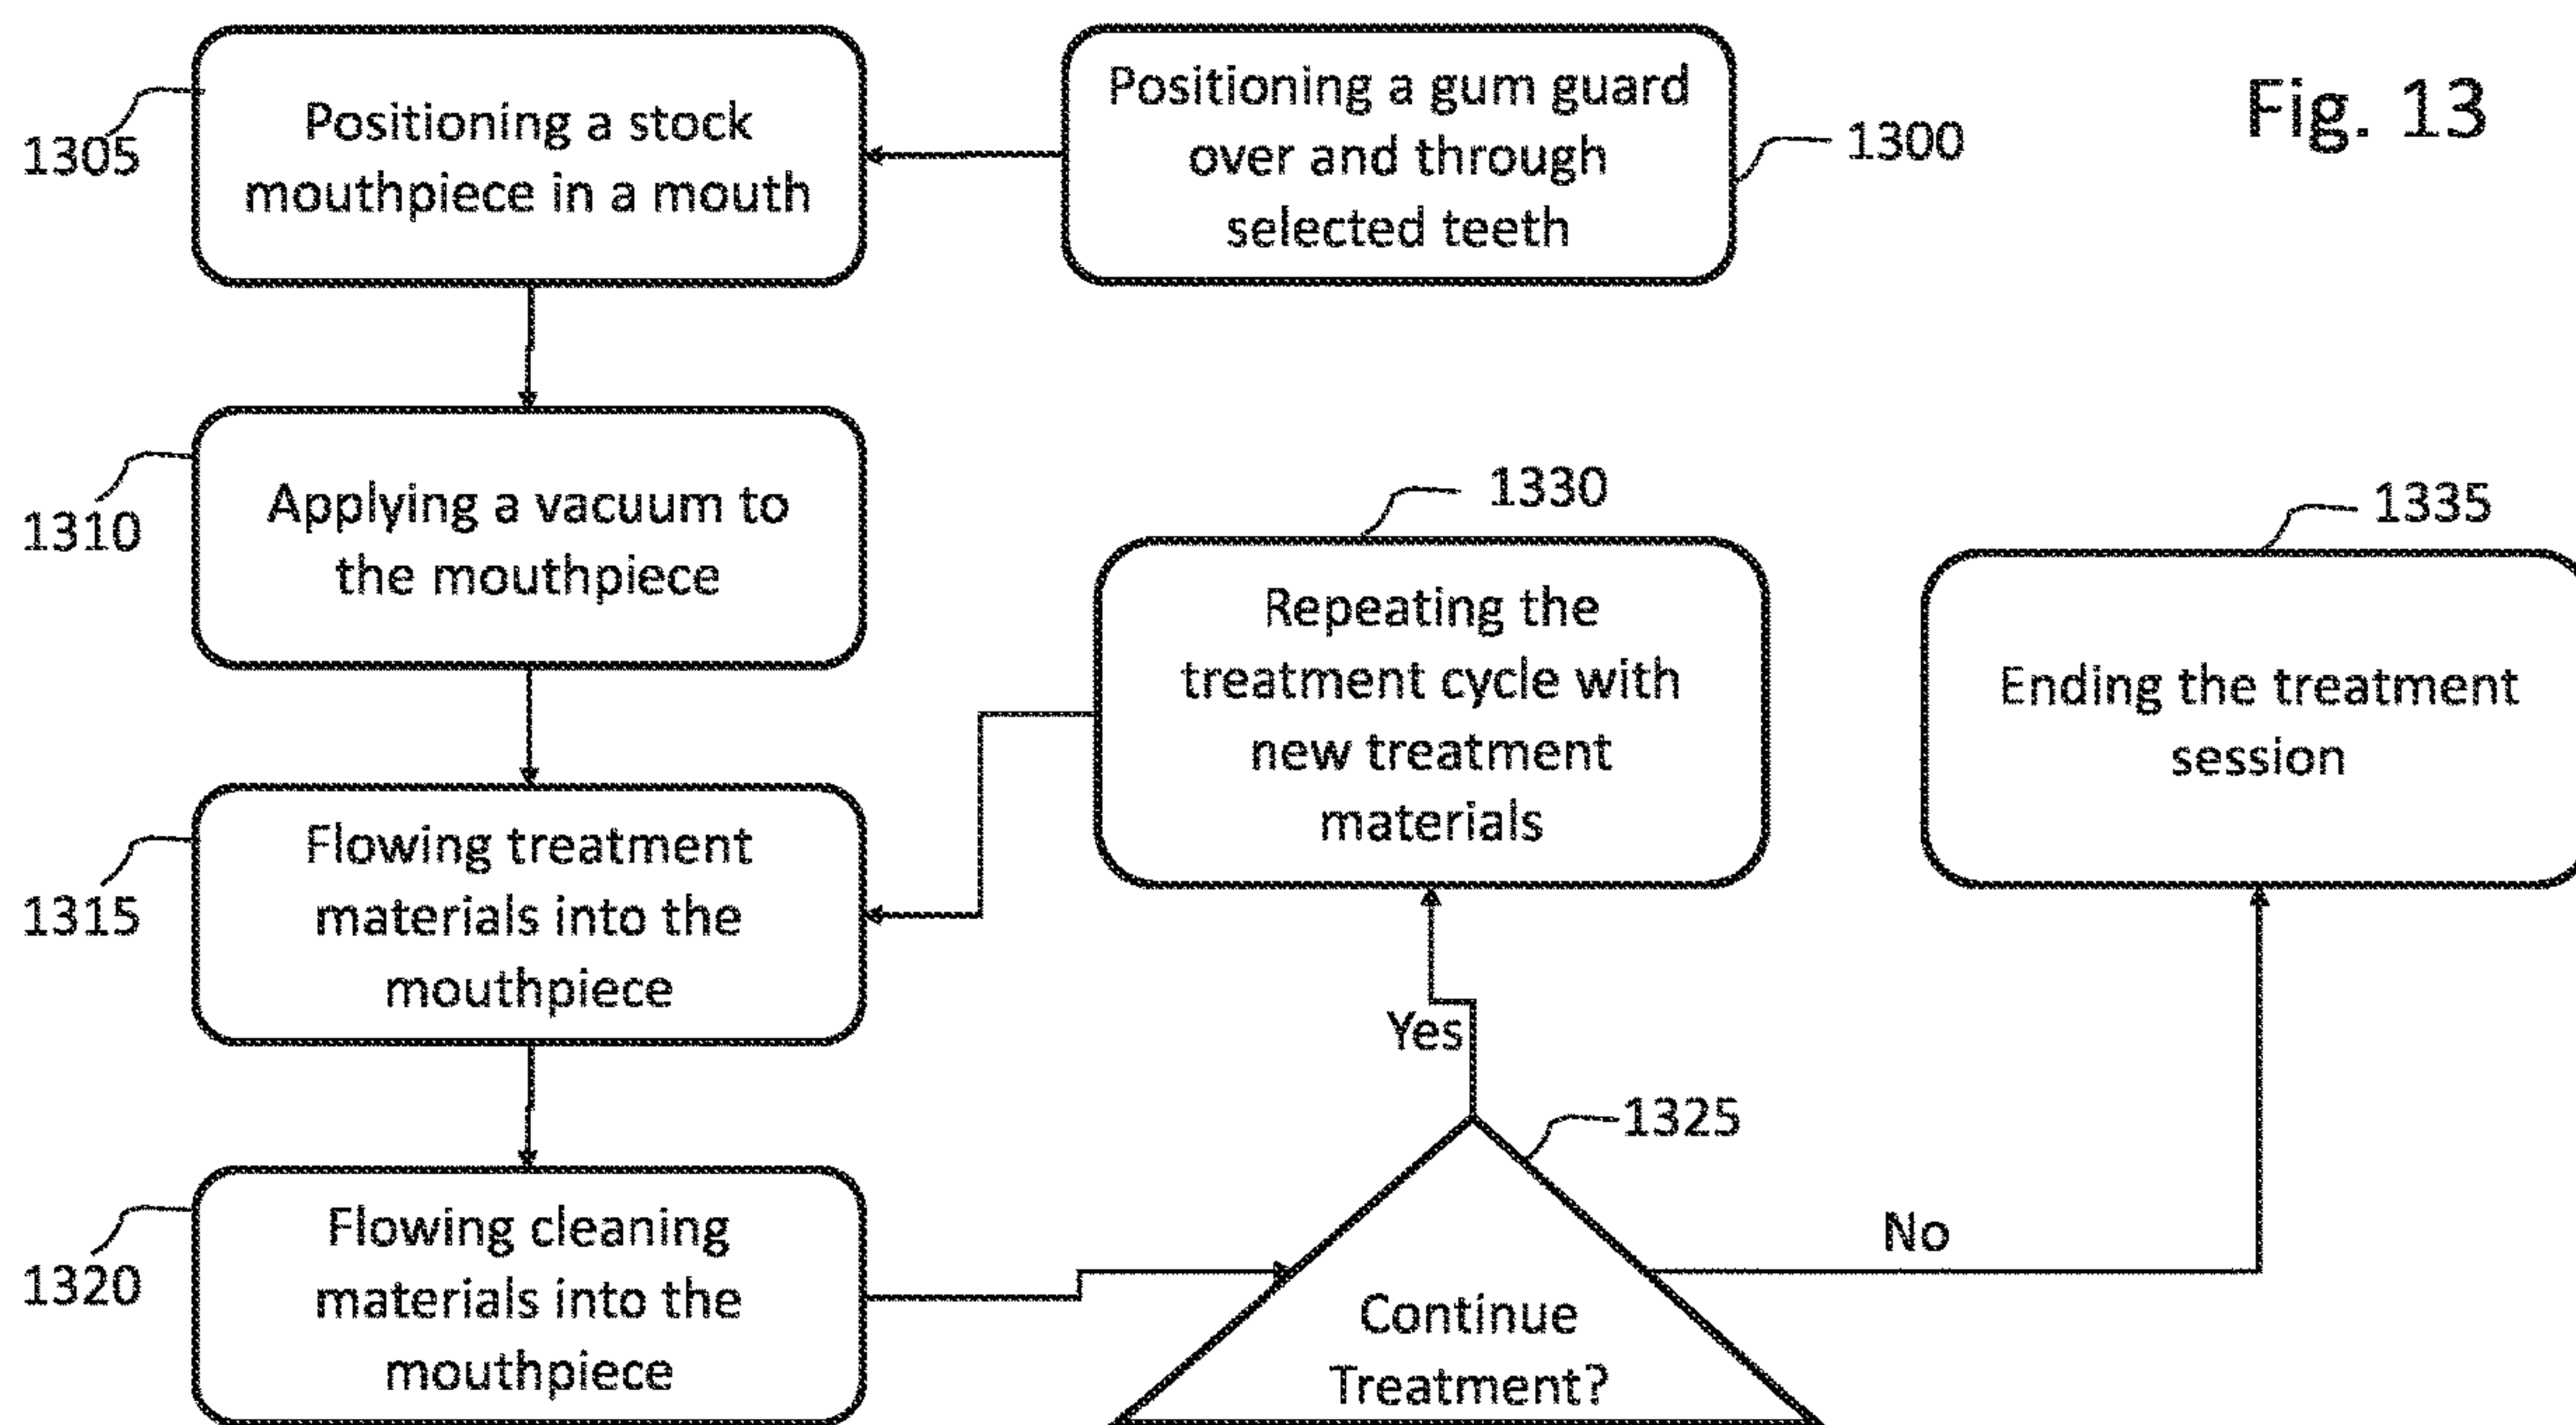 Fig. 13
Positioning a gum guard
over and through
selected teeth
1300
Positioning a stock
mouthpiece in a mouth
1305
Applying a vacuum to
the mouthpiece
1310
Flowing treatment
materials into the
mouthpiece
1315
Flowing cleaning
materials into the
mouthpiece
1320
Continue
Treatment?
1325
Yes
No
Repeating the
treatment cycle with
new treatment
materials
1330
Ending the treatment
session
1335